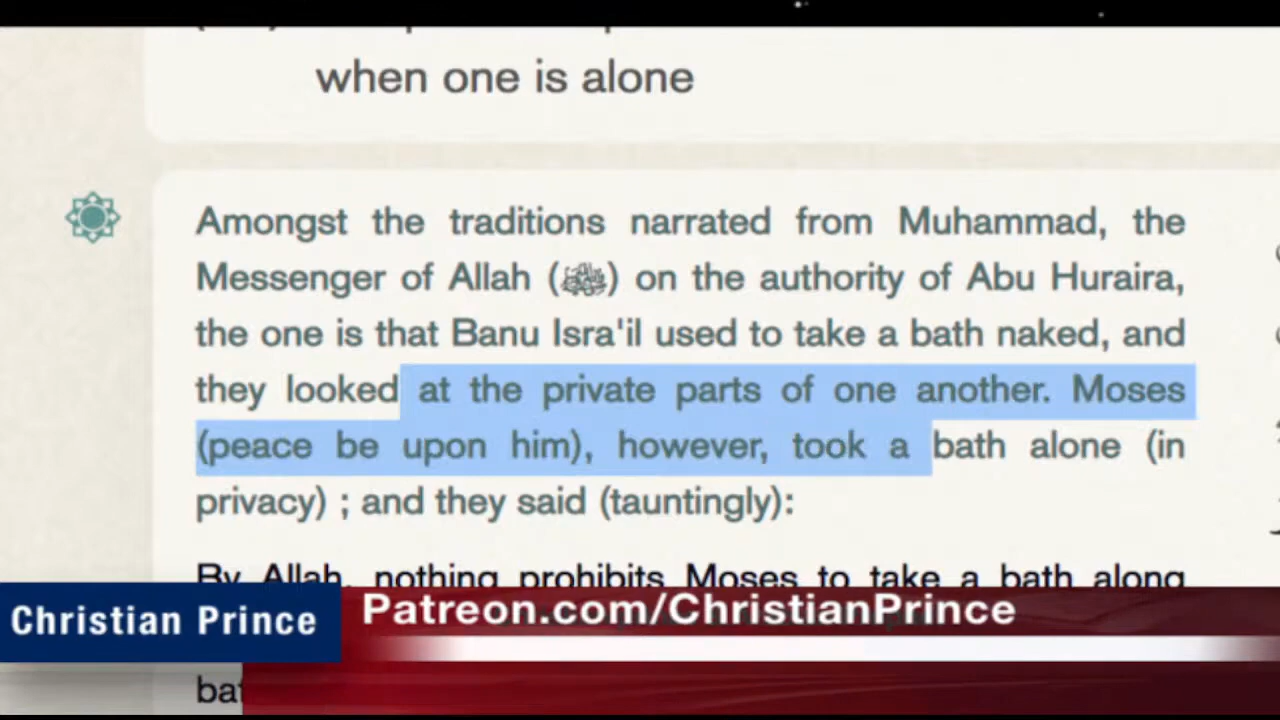 when one is alone
Amongst the traditions narrated from Muhammad, the
Messenger of Allah (ﷺ) on the authority of Abu Huraira,
the one is that Banu Isra'il used to take a bath naked, and
they looked at the private parts of one another. Moses
(peace be upon him), however, took a bath alone (in
privacy) ; and they said (tauntingly):
By Allah, nothing prohibits Moses to take a bath along
Christian Prince
Patreon.com/ChristianPrince